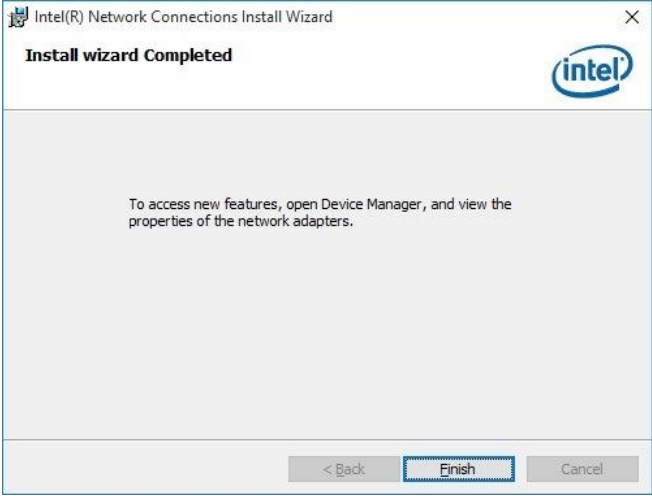 Intel(R) Network Connections Install Wizard
Install wizard Completed
intel
To access new features, open Device Manager, and view the
properties of the network adapters.
< Back
Finish
Cancel